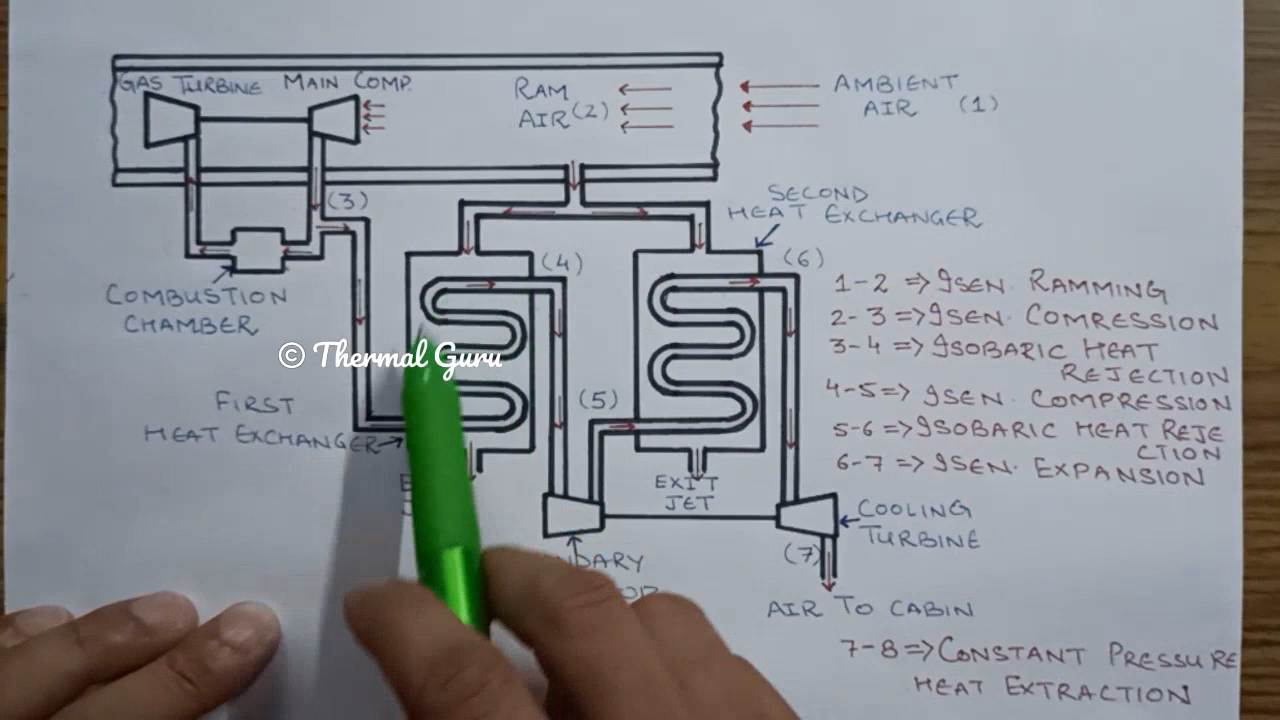 GAS TURBINE MAIN COMP.
RAM
AIR (2)
AMBIENT
AIR (1)
(3)
SECOND
HEAT EXCHANGER
(4)
(6)
COMBUSTION
CHAMBER
© Thermal Guru
FIRST
HEAT EXCHANGER
(5)
EXIT
JET
COOLING
TURBINE
(7)
AIR TO CABIN
1-2 => ISEN. RAMMING
2-3 => ISEN. COMRESSION
3-4 => ISOBARIC HEAT
REJECTION
4-5 => ISEN. COMPRESSION
5-6 => ISOBARIC HEAT REJE
CTION
6-7 => ISEN. EXPANSION
7-8 => CONSTANT PRESSURE
HEAT EXTRACTION